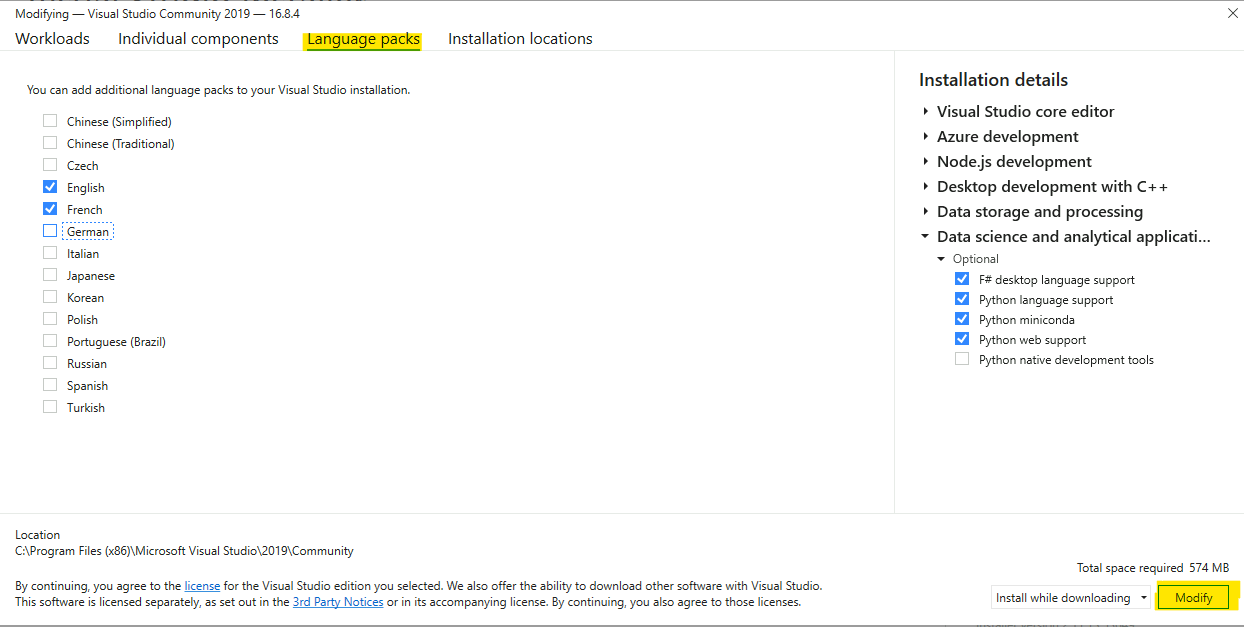 Modifying — Visual Studio Community 2019 — 16.8.4
Workloads Individual components Language packs Installation locations
You can add additional language packs to your Visual Studio installation.
Chinese (Simplified)
Chinese (Traditional)
Czech
English
French
German
Italian
Japanese
Korean
Polish
Portuguese (Brazil)
Russian
Spanish
Turkish
Installation details
Visual Studio core editor
Azure development
Node.js development
Desktop development with C++
Data storage and processing
Data science and analytical applicati...
Optional
F# desktop language support
Python language support
Python miniconda
Python web support
Python native development tools
Location
C:\Program Files (x86)\Microsoft Visual Studio\2019\Community
By continuing, you agree to the license for the Visual Studio edition you selected. We also offer the ability to download other software with Visual Studio.
This software is licensed separately, as set out in the 3rd Party Notices or in its accompanying license. By continuing, you also agree to those licenses.
Total space required 574 MB
Install while downloading
Modify